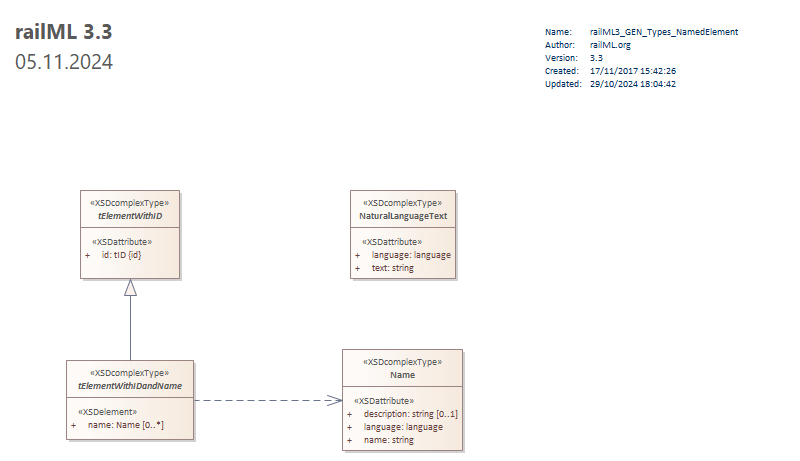 railML 3.3
05.11.2024
Name: railML3_GEN_Types_NamedElement
Author: railML.org
Version: 3.3
Created: 17/11/2017 15:42:26
Updated: 29/10/2024 18:04:42
«XSDcomplexType»
tElementWithID
«XSDattribute»
+ id: tID {id}
«XSDcomplexType»
NaturalLanguageText
«XSDattribute»
+ language: language
+ text: string
«XSDcomplexType»
tElementWithIDandName
«XSDelement»
+ name: Name [0..*]
«XSDcomplexType»
Name
«XSDattribute»
+ description: string [0..1]
+ language: language
+ name: string